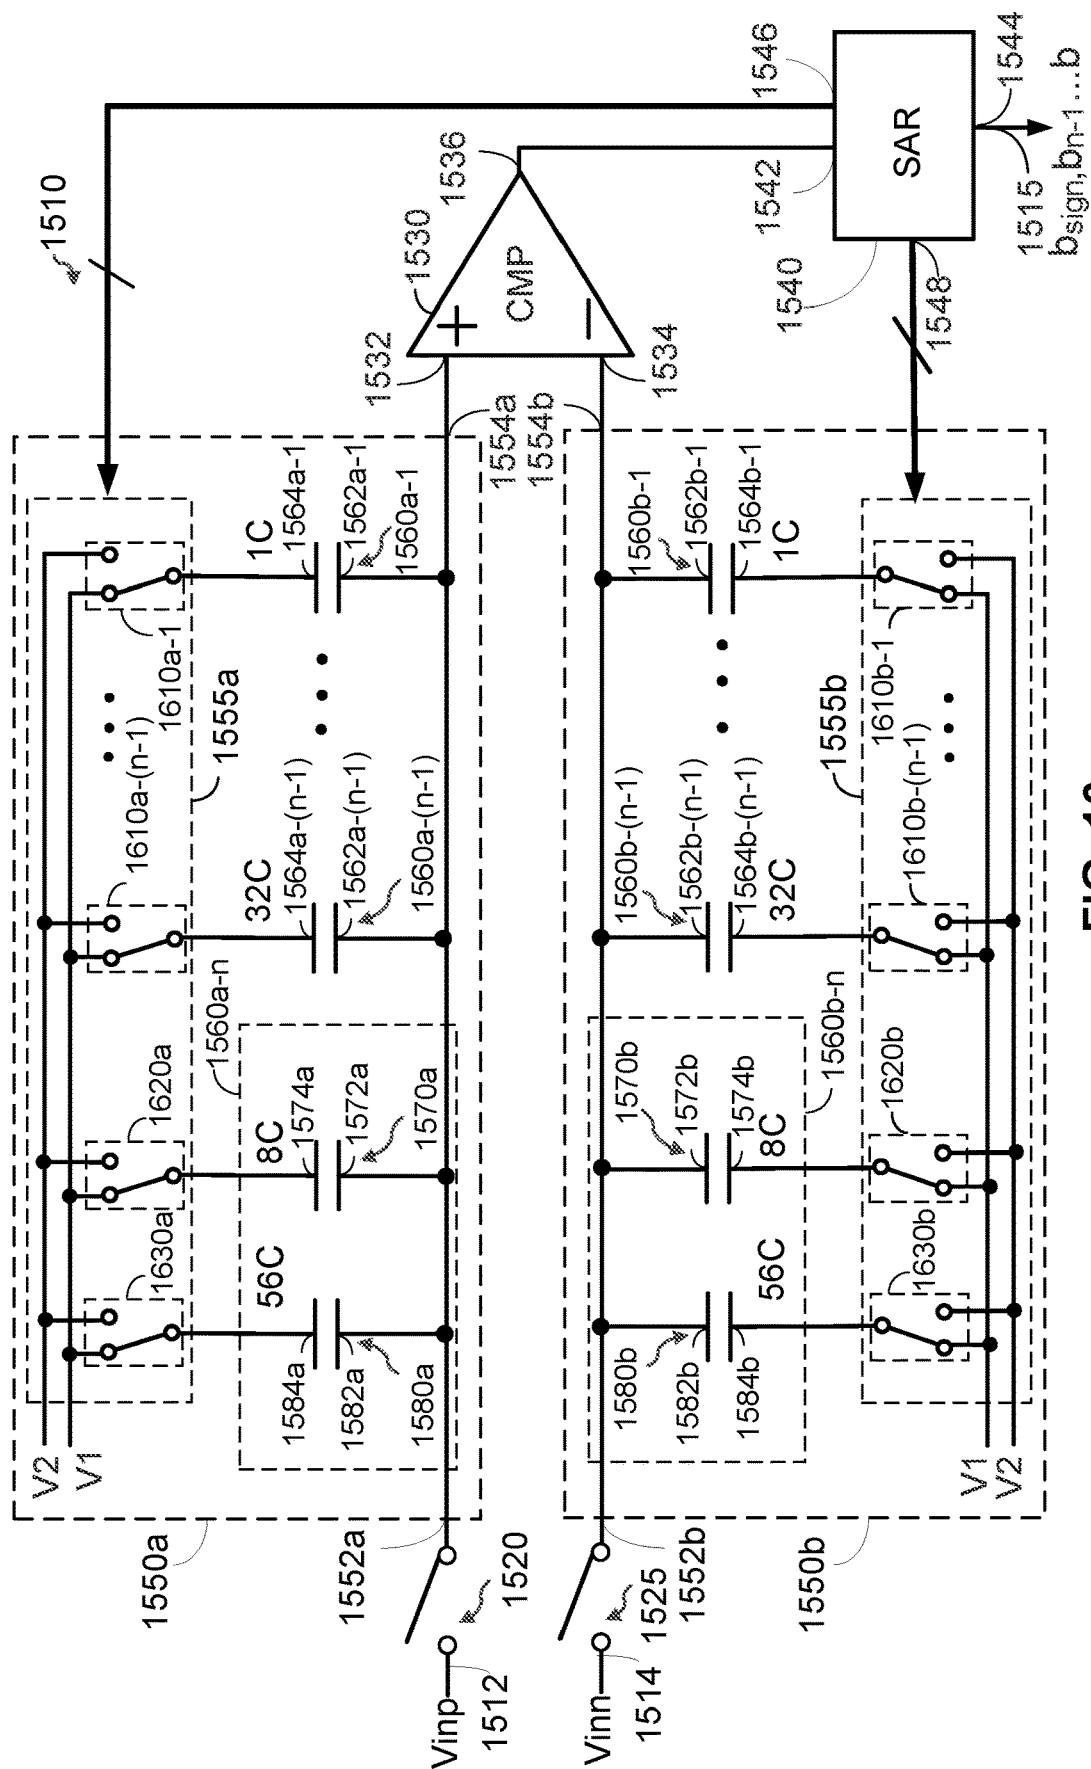 1510
1550a
V2
V1
1630a
1620a
1610a-(n-1)
1610a-1
1555a
1560a-n
56C
8C
32C
1C
1584a
1582a
1580a
1574a
1572a
1570a
1564a-(n-1)
1562a-(n-1)
1560a-(n-1)
1564a-1
1562a-1
1560a-1
1552a
1554a
1554b
1532
1530
1536
CMP
+
−
1534
1546
1542
1540
SAR
1548
1544
1515
bsign,bn-1...b
Vinp
1512
1520
Vinn
1514
1525
1552b
1550b
1580b
1582b
1584b
56C
1570b
1572b
1574b
8C
1560b-n
1560b-(n-1)
1562b-(n-1)
1564b-(n-1)
32C
1560b-1
1562b-1
1564b-1
1C
1555b
1630b
1620b
1610b-(n-1)
1610b-1
V1
V2